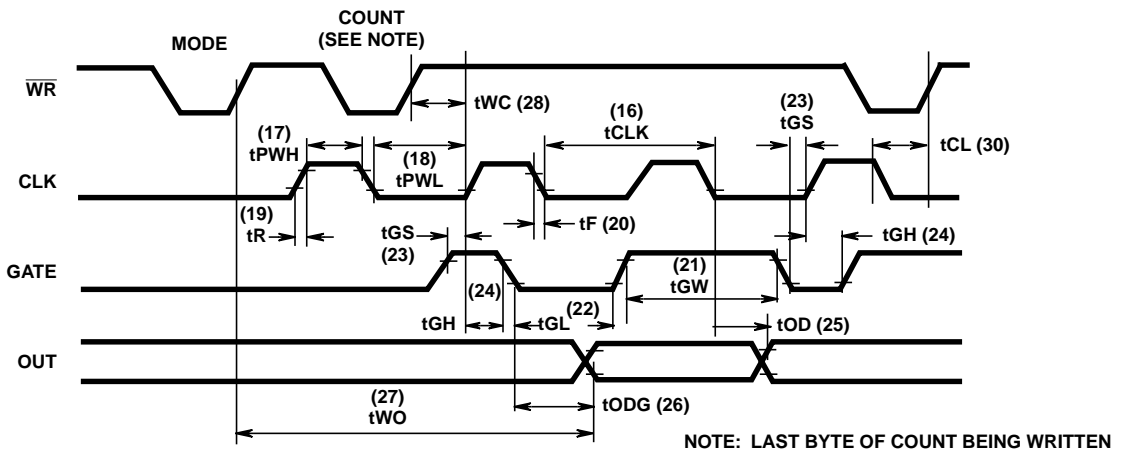 COUNT
(SEE NOTE)
MODE
WR
tWC (28)
(16)
tCLK
(23)
tGS
tCL (30)
(17)
tPWH
(18)
tPWL
CLK
(19)
tR
tF (20)
tGS
(23)
tGH (24)
GATE
(24)
tGH
(22)
tGL
(21)
tGW
tOD (25)
OUT
(27)
tWO
tODG (26)
NOTE: LAST BYTE OF COUNT BEING WRITTEN